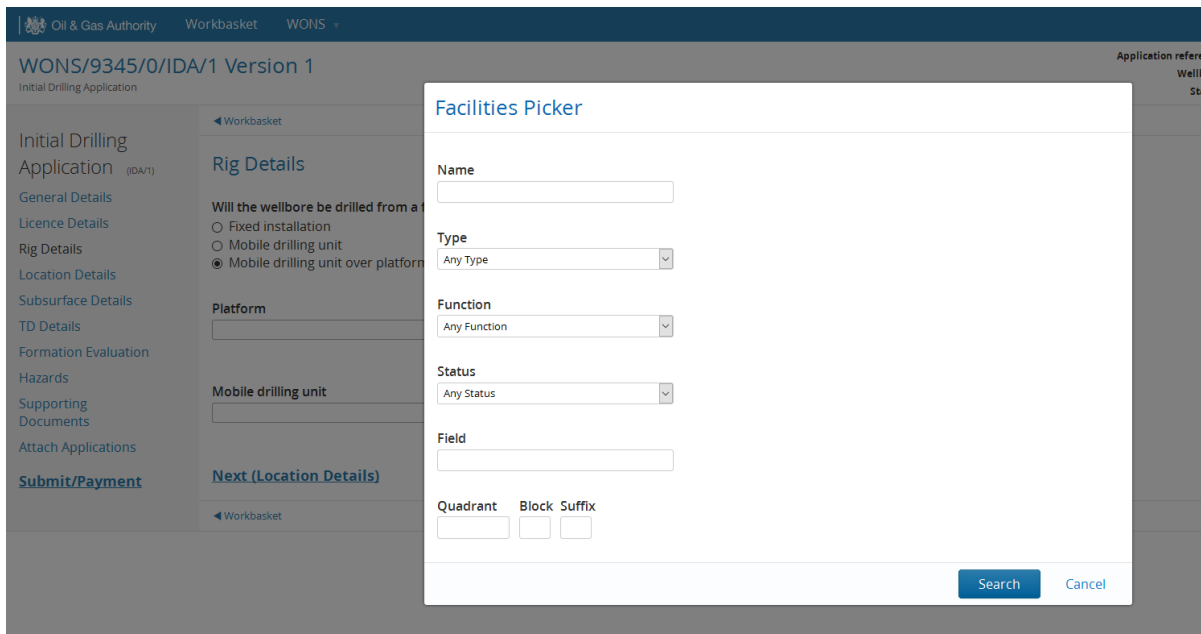 Oil & Gas Authority Workbasket WONS
WONS/9345/0/IDA/1 Version 1
Initial Drilling Application
Application
◀ Workbasket
Initial Drilling
Application (IDA/1)
General Details
Licence Details
Rig Details
Location Details
Subsurface Details
TD Details
Formation Evaluation
Hazards
Supporting
Documents
Attach Applications
Submit/Payment
Rig Details
Will the wellbore be drilled from a
Fixed installation
Mobile drilling unit
Mobile drilling unit over platform
Platform
Mobile drilling unit
Next (Location Details)
◀ Workbasket
Facilities Picker
Name
Type
Any Type
Function
Any Function
Status
Any Status
Field
Quadrant Block Suffix
Search Cancel